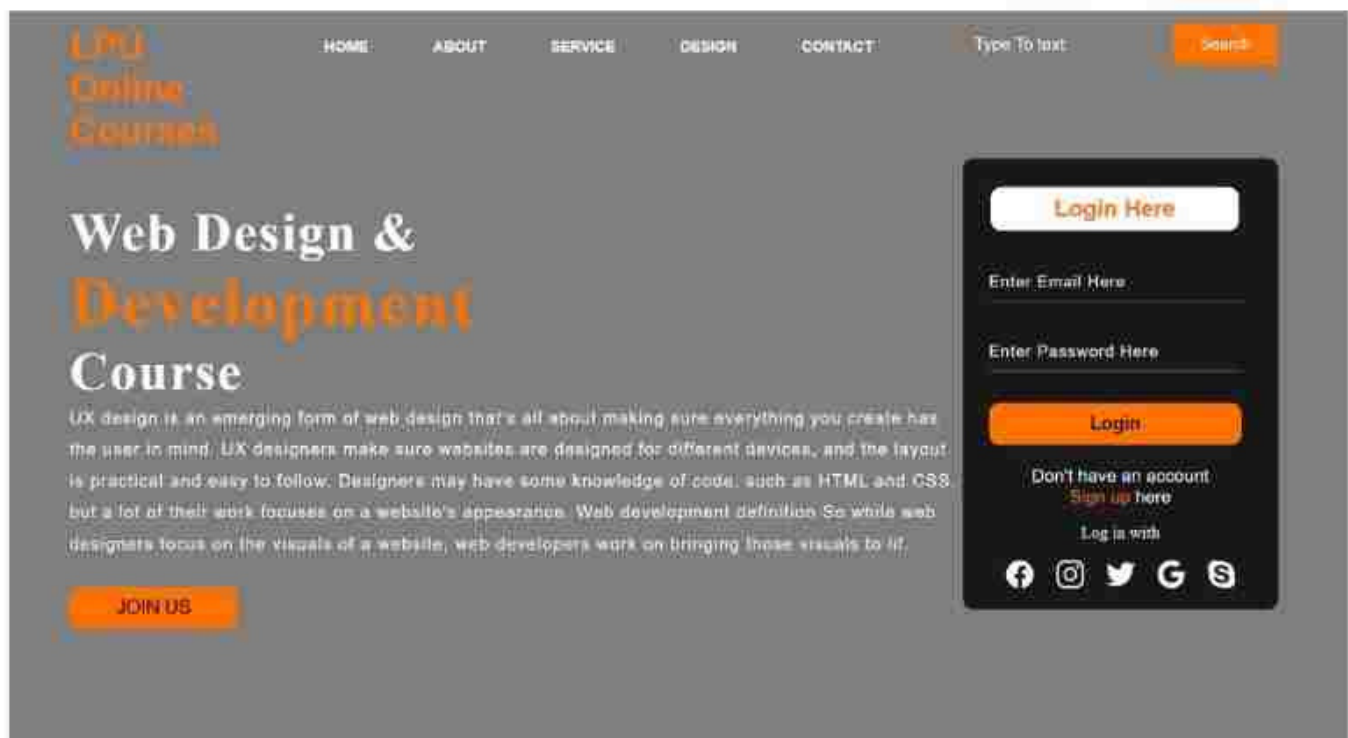 LPU
Online
Courses
HOME ABOUT SERVICE DESIGN CONTACT
Type To text
Search
Web Design &
Development
Course
UX design is an emerging form of web design that's all about making sure everything you create has
the user in mind. UX designers make sure websites are designed for different devices, and the layout
is practical and easy to follow. Designers may have some knowledge of code, such as HTML and CSS,
but a lot of their work focuses on a website's appearance. Web development definition So while web
designers focus on the visuals of a website, web developers work on bringing those visuals to lif.
JOIN US
Login Here
Enter Email Here
Enter Password Here
Login
Don't have an account
Sign up here
Log in with